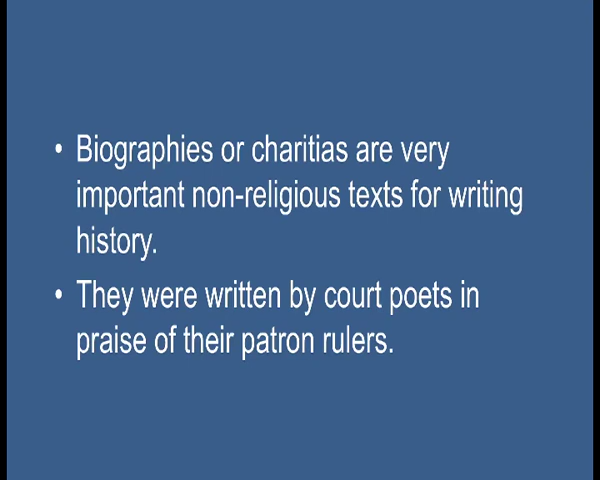 • Biographies or charitias are very
important non-religious texts for writing
history.
• They were written by court poets in
praise of their patron rulers.